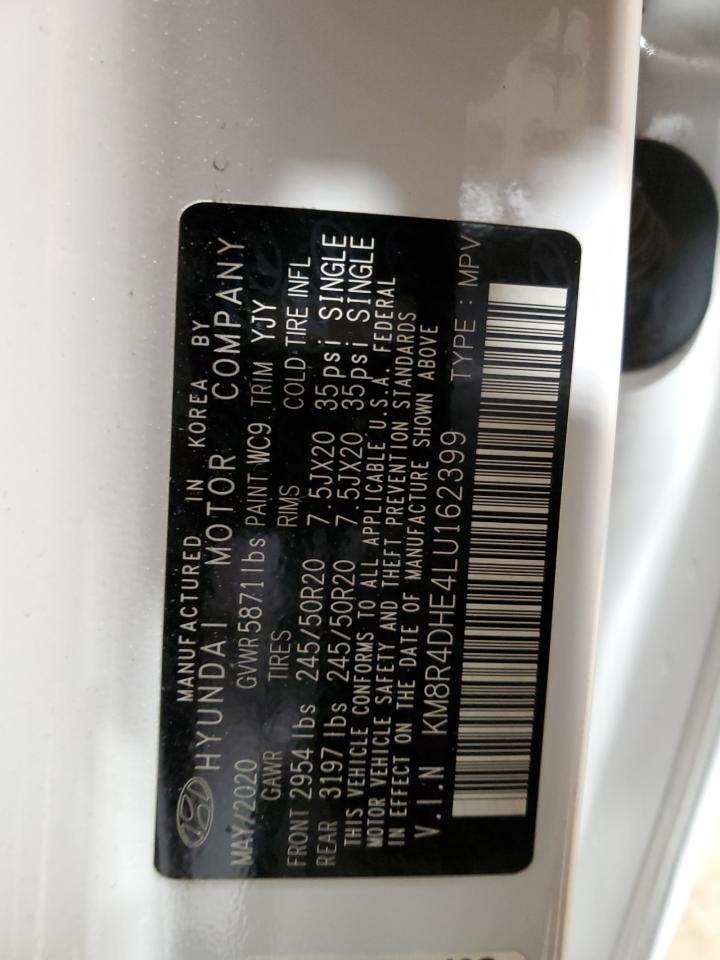 MANUFACTURED IN KOREA BY
HYUNDAI MOTOR COMPANY
MAY/2020 GVWR 5871 lbs PAINT WC9 TRIM YJY
GAWR TIRES RIMS COLD TIRE INFL
FRONT 2954 lbs 245/50R20 7.5JX20 35psi SINGLE
REAR 3197 lbs 245/50R20 7.5JX20 35psi SINGLE
THIS VEHICLE CONFORMS TO ALL APPLICABLE U.S.A. FEDERAL
MOTOR VEHICLE SAFETY AND THEFT PREVENTION STANDARDS
IN EFFECT ON THE DATE OF MANUFACTURE SHOWN ABOVE
V.I.N KM8R4DHE4LU162399 TYPE : MPV